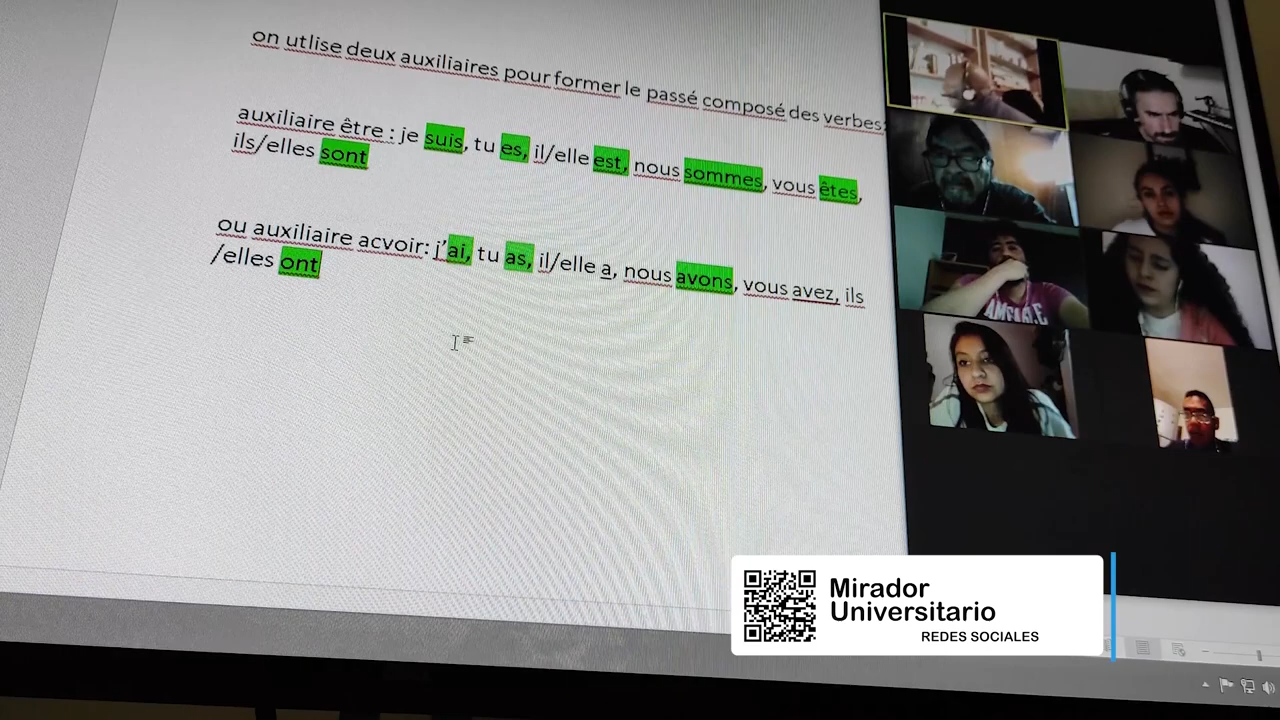 on utlise deux auxiliaires pour former le passé composé des verbes:
auxiliaire être : je suis, tu es, il/elle est, nous sommes, vous êtes,
ils/elles sont
ou auxiliaire acvoir: j'ai, tu as, il/elle a, nous avons, vous avez, ils
/elles ont
AMGLARE
Mirador
Universitario
REDES SOCIALES